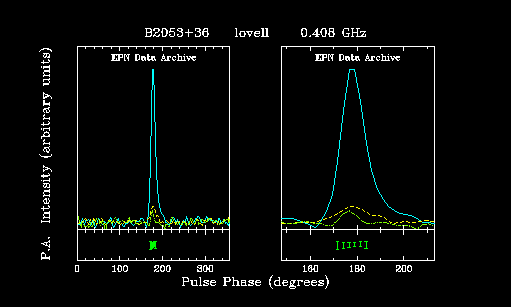 B2053+36 lovell 0.408 GHz
EPN Data Archive EPN Data Archive
P.A. Intensity (arbitrary units)
0 100 200 300 160 180 200
Pulse Phase (degrees)